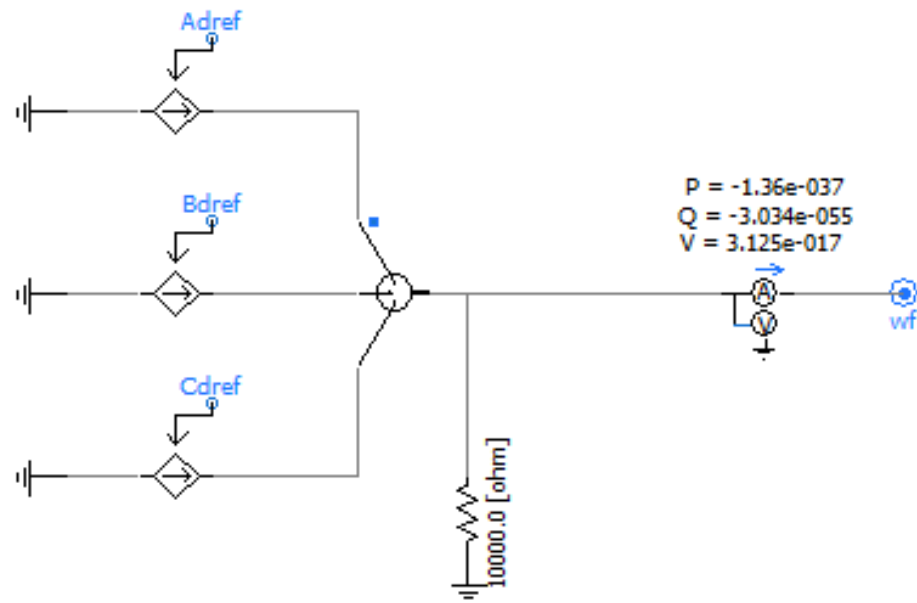 Adref
P = -1.36e-037
Bdref
Q = -3.034e-055
V = 3.125e-017
A
V
wf
Cdref
10000.0 [ohm]